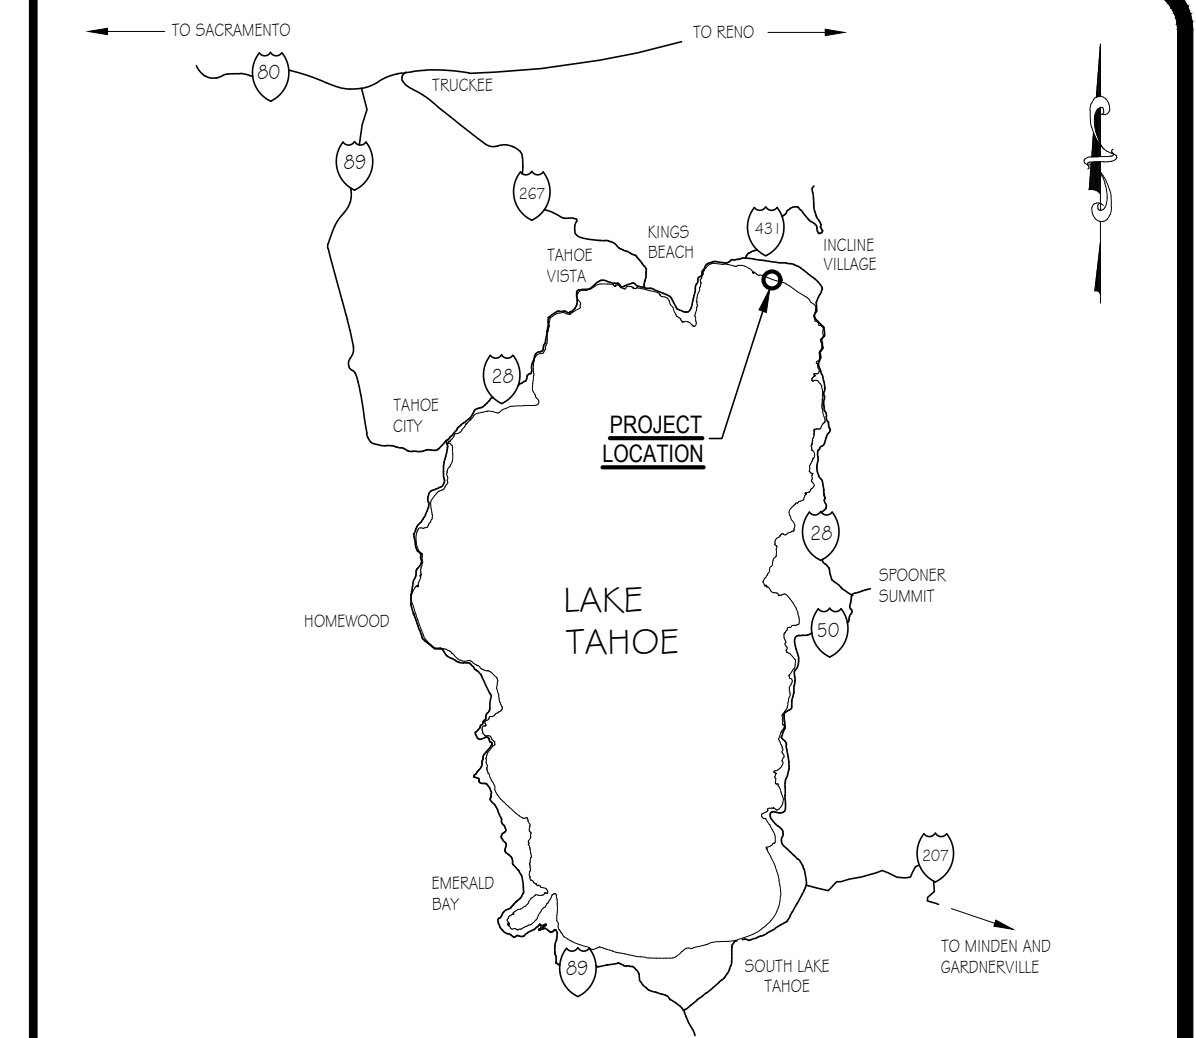 TO SACRAMENTO
TO RENO
80
TRUCKEE
89
267
431
KINGS
BEACH
INCLINE
VILLAGE
TAHOE
VISTA
28
TAHOE
CITY
PROJECT
LOCATION
28
SPOONER
SUMMIT
LAKE
TAHOE
HOMEWOOD
50
207
EMERALD
BAY
TO MINDEN AND
GARDNERVILLE
89
SOUTH LAKE
TAHOE